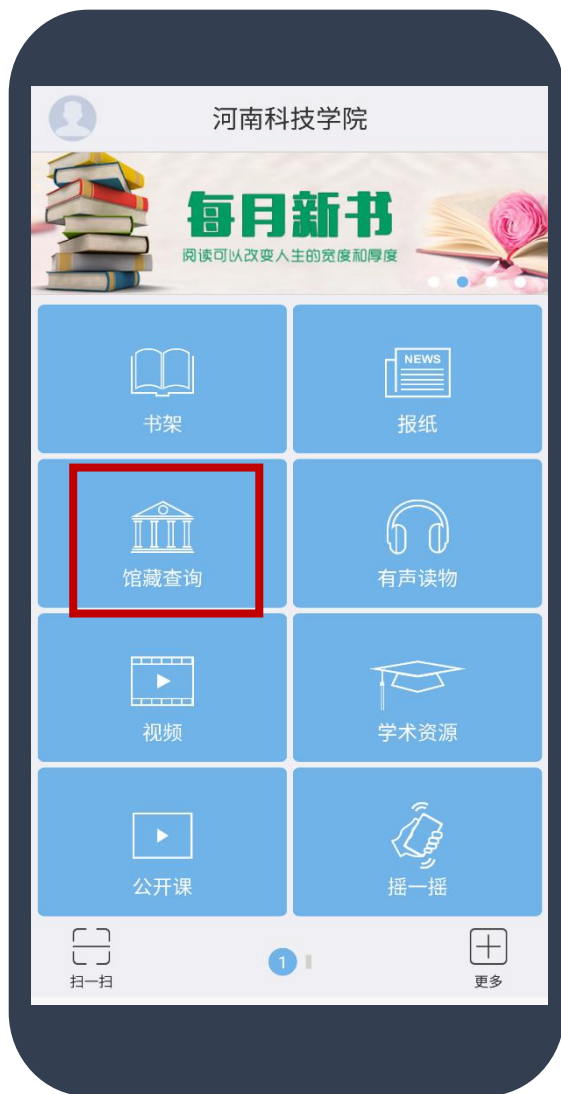 河南科技学院
每月新书
阅读可以改变人生的宽度和厚度
书架
NEWS
报纸
馆藏查询
有声读物
视频
学术资源
公开课
摇一摇
扫一扫
1
更多